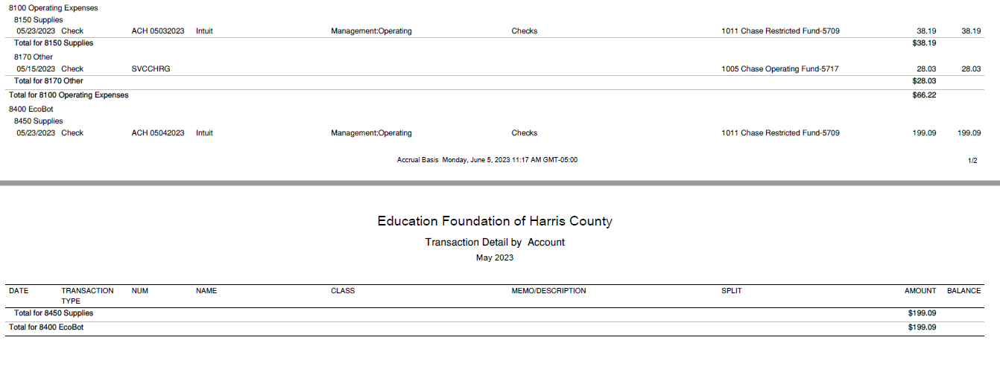 8100 Operating Expenses
8150 Supplies
05/23/2023 Check ACH 05032023 Intuit Management:Operating Checks 1011 Chase Restricted Fund-5709 38.19 38.19
Total for 8150 Supplies $38.19
8170 Other
05/15/2023 Check SVCCHRG 1005 Chase Operating Fund-5717 28.03 28.03
Total for 8170 Other $28.03
Total for 8100 Operating Expenses $66.22
8400 EcoBot
8450 Supplies
05/23/2023 Check ACH 05042023 Intuit Management:Operating Checks 1011 Chase Restricted Fund-5709 199.09 199.09
Accrual Basis Monday, June 5, 2023 11:17 AM GMT-05:00 1/2
Education Foundation of Harris County
Transaction Detail by Account
May 2023
DATE TRANSACTION NUM NAME CLASS MEMO/DESCRIPTION SPLIT AMOUNT BALANCE
TYPE
Total for 8450 Supplies $199.09
Total for 8400 EcoBot $199.09